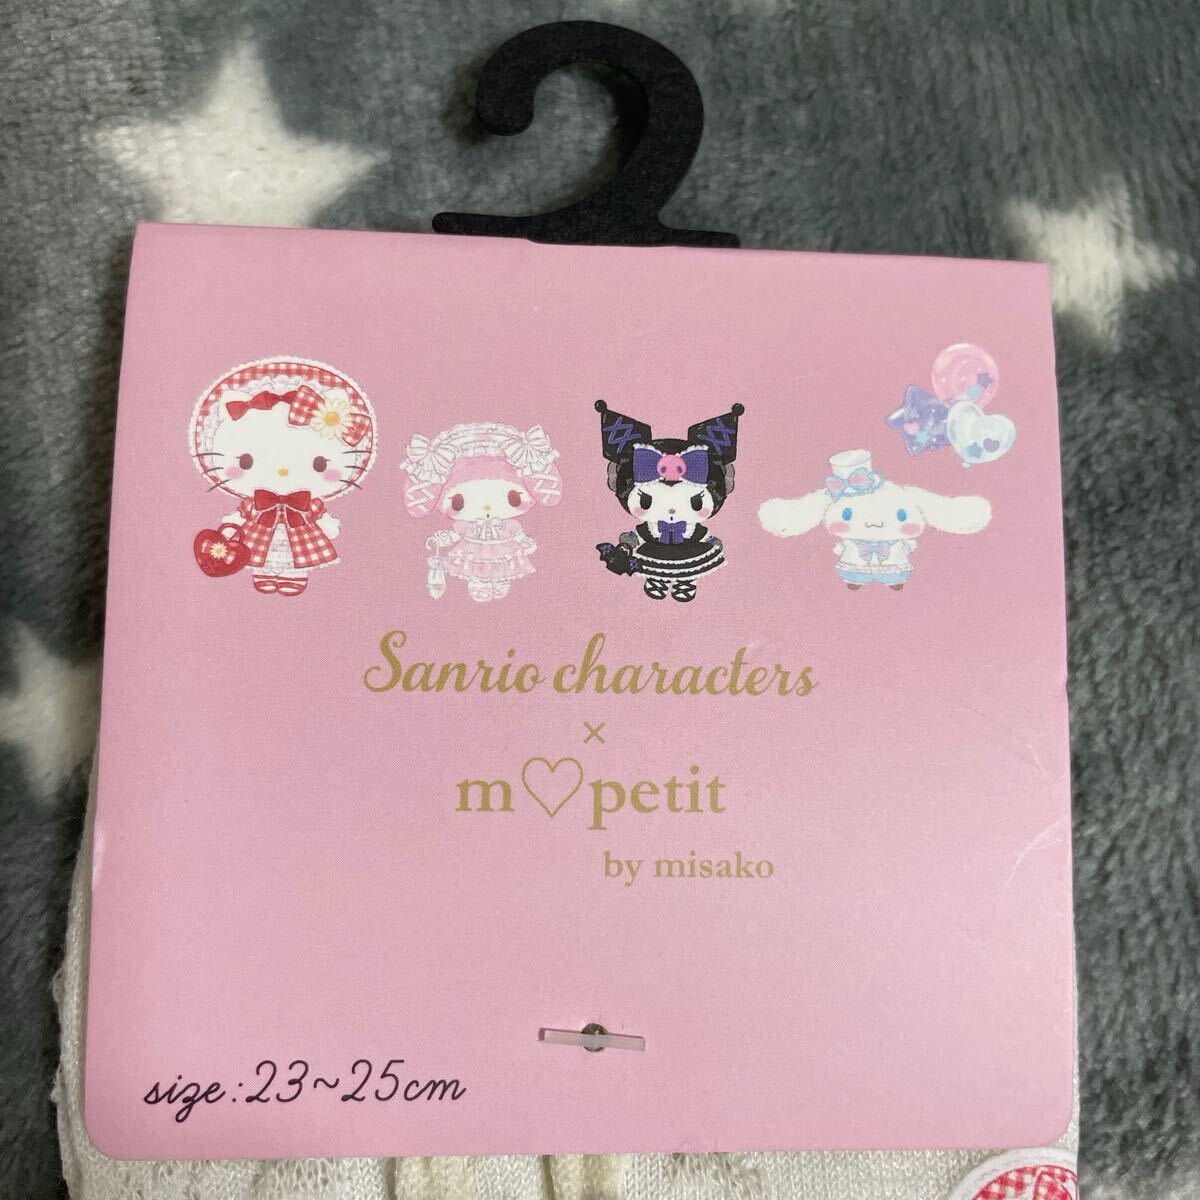 Sanrio characters
×
m♡petit
by misako
size:23~25cm